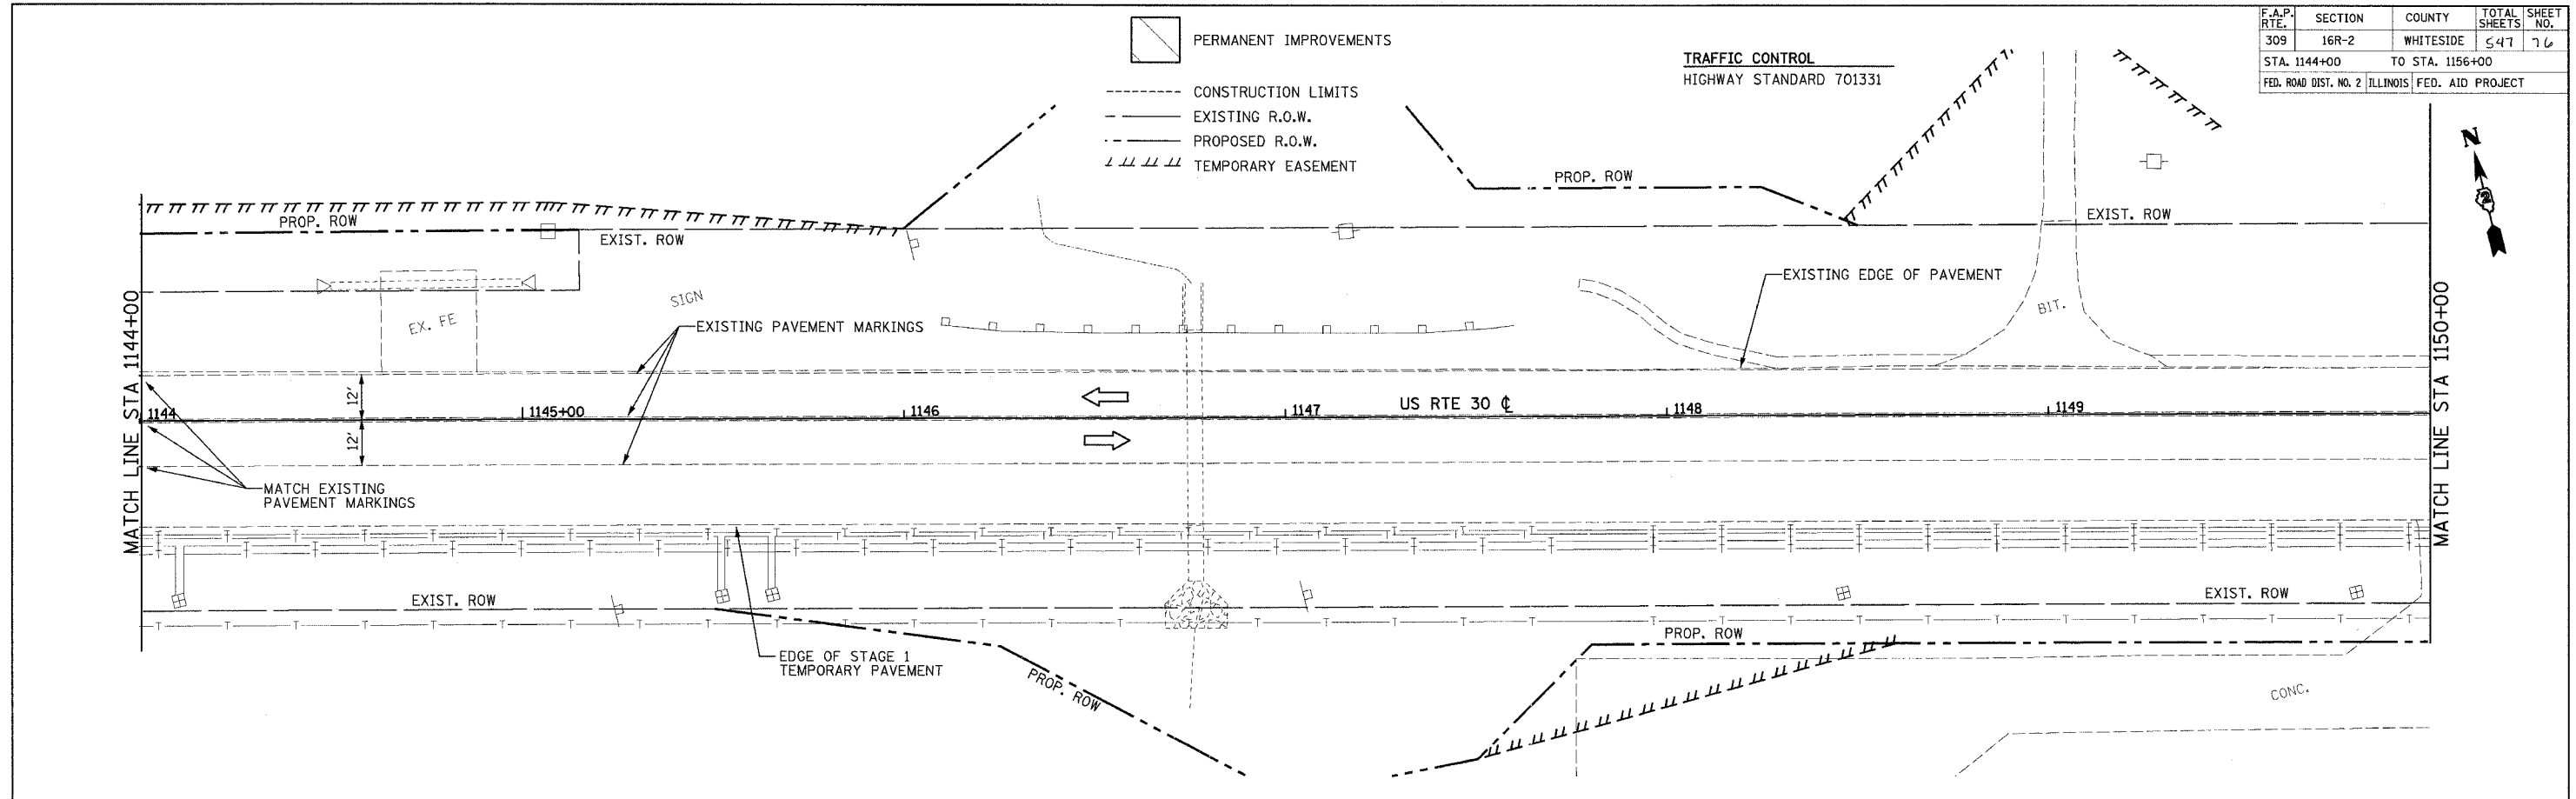 PERMANENT IMPROVEMENTS
CONSTRUCTION LIMITS
EXISTING R.O.W.
PROPOSED R.O.W.
TEMPORARY EASEMENT
TRAFFIC CONTROL
HIGHWAY STANDARD 701331
F.A.P. RTE. SECTION COUNTY TOTAL SHEETS SHEET NO.
309 16R-2 WHITESIDE 547 76
STA. 1144+00 TO STA. 1156+00
FED. ROAD DIST. NO. 2 ILLINOIS FED. AID PROJECT
N
2
PROP. ROW
PROP. ROW
EXIST. ROW
EXIST. ROW
SIGN
EX. FE
EXISTING PAVEMENT MARKINGS
EXISTING EDGE OF PAVEMENT
BIT.
MATCH LINE STA 1144+00
MATCH LINE STA 1150+00
12'
12'
1144
1145+00
1146
1147
US RTE 30 ℄
1148
1149
MATCH EXISTING
PAVEMENT MARKINGS
EXIST. ROW
EXIST. ROW
EDGE OF STAGE 1
TEMPORARY PAVEMENT
PROP. ROW
PROP. ROW
CONC.